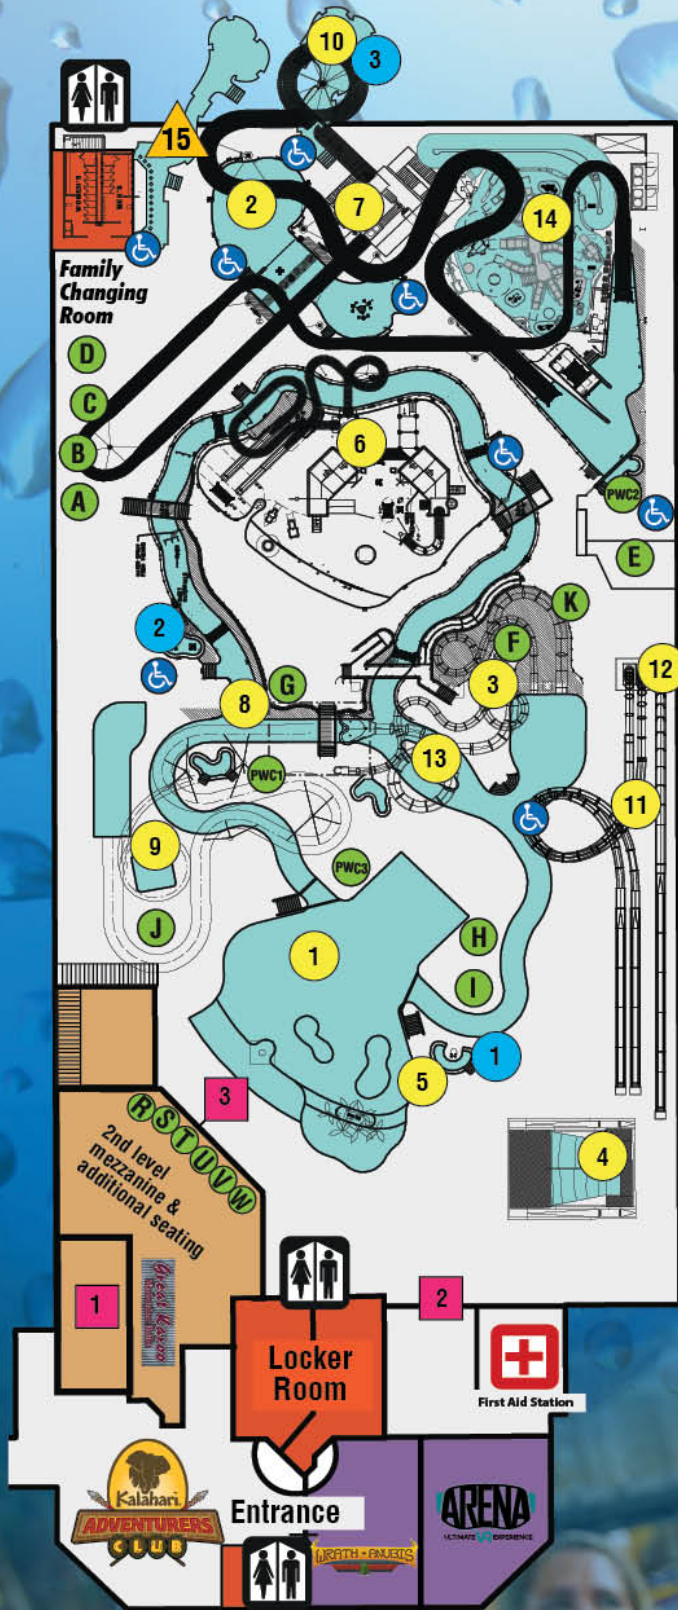 10
3
15
2
7
14
Family
Changing
Room
D
C
B
A
6
PWC2
E
K
F
2
G
3
12
8
13
PWC1
11
9
PWC3
J
H
1
I
1
5
3
4
R S T U V W
2nd level
mezzanine &
additional seating
1
Great Karoo
2
Locker
Room
First Aid Station
Kalahari
ADVENTURERS
CLUB
Entrance
WRATH OF ANUBIS
ARENA
ULTIMATE VR EXPERIENCE